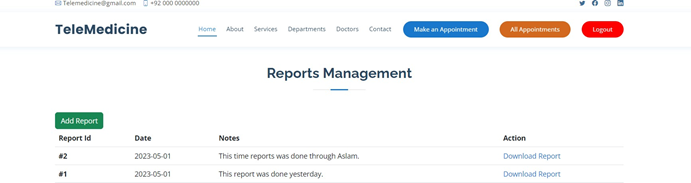 Telemedicine@gmail.com +92 000 0000000
TeleMedicine Home About Services Departments Doctors Contact Make an Appointment All Appointments Logout
Reports Management
Add Report
Report Id Date Notes Action
#2 2023-05-01 This time reports was done through Aslam. Download Report
#1 2023-05-01 This report was done yesterday. Download Report